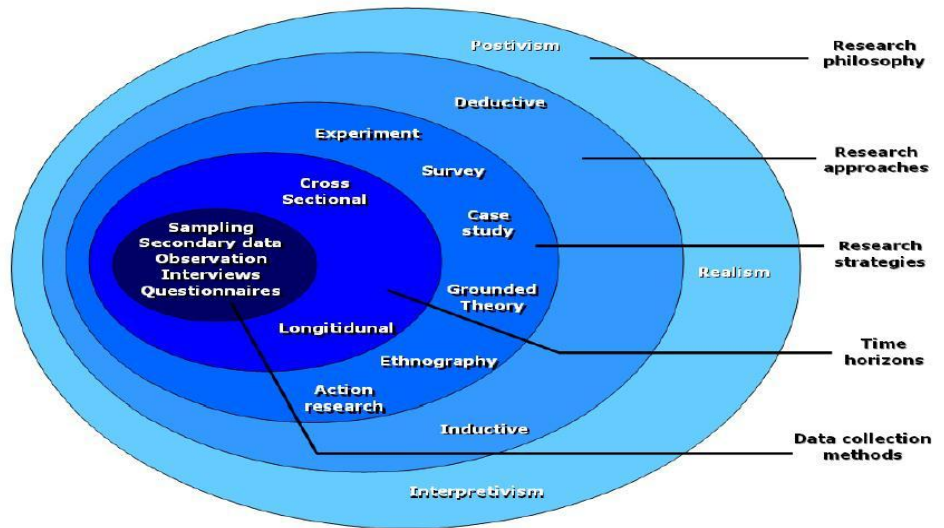 Postivism
Research
philosophy
Deductive
Experiment
Research
approaches
Survey
Cross
Sectional
Case
study
Sampling
Secondary data
Observation
Interviews
Questionnaires
Research
strategies
Realism
Grounded
Theory
Longitidunal
Time
horizons
Ethnography
Action
research
Inductive
Data collection
methods
Interpretivism